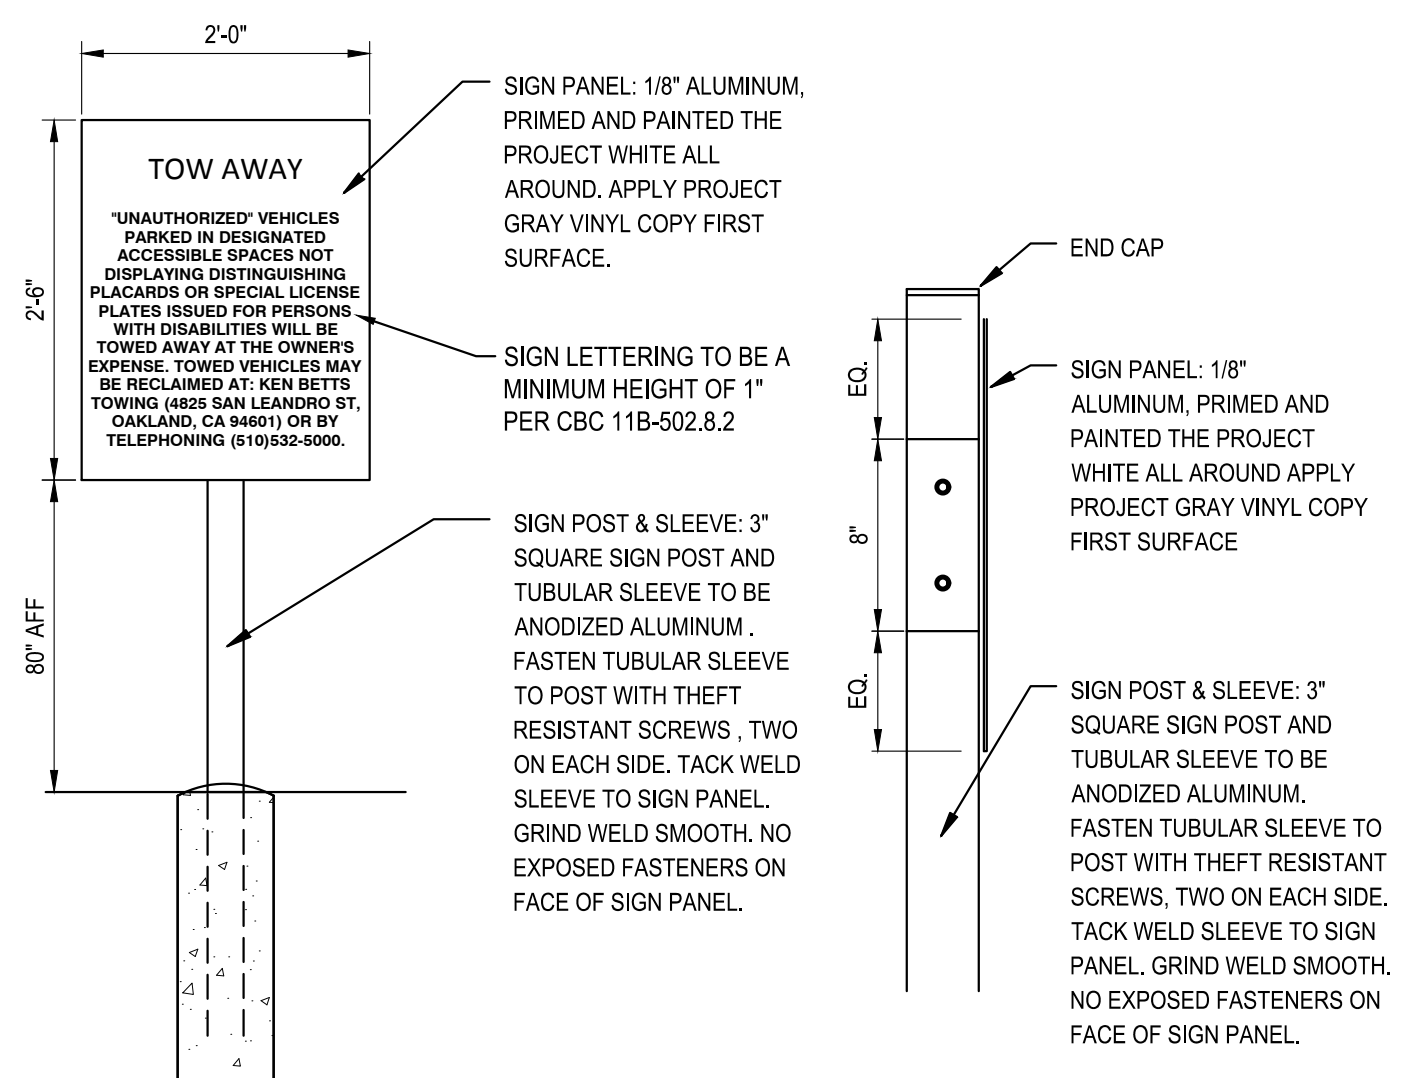 2'-0"
2'-6"
80" AFF
TOW AWAY
"UNAUTHORIZED" VEHICLES
PARKED IN DESIGNATED
ACCESSIBLE SPACES NOT
DISPLAYING DISTINGUISHING
PLACARDS OR SPECIAL LICENSE
PLATES ISSUED FOR PERSONS
WITH DISABILITIES WILL BE
TOWED AWAY AT THE OWNER'S
EXPENSE. TOWED VEHICLES MAY
BE RECLAIMED AT: KEN BETTS
TOWING (4825 SAN LEANDRO ST,
OAKLAND, CA 94601) OR BY
TELEPHONING (510)532-5000.
SIGN PANEL: 1/8" ALUMINUM,
PRIMED AND PAINTED THE
PROJECT WHITE ALL
AROUND. APPLY PROJECT
GRAY VINYL COPY FIRST
SURFACE.
SIGN LETTERING TO BE A
MINIMUM HEIGHT OF 1"
PER CBC 11B-502.8.2
SIGN POST & SLEEVE: 3"
SQUARE SIGN POST AND
TUBULAR SLEEVE TO BE
ANODIZED ALUMINUM .
FASTEN TUBULAR SLEEVE
TO POST WITH THEFT
RESISTANT SCREWS , TWO
ON EACH SIDE. TACK WELD
SLEEVE TO SIGN PANEL.
GRIND WELD SMOOTH. NO
EXPOSED FASTENERS ON
FACE OF SIGN PANEL.
END CAP
EQ.
8"
EQ.
SIGN PANEL: 1/8"
ALUMINUM, PRIMED AND
PAINTED THE PROJECT
WHITE ALL AROUND APPLY
PROJECT GRAY VINYL COPY
FIRST SURFACE
SIGN POST & SLEEVE: 3"
SQUARE SIGN POST AND
TUBULAR SLEEVE TO BE
ANODIZED ALUMINUM.
FASTEN TUBULAR SLEEVE TO
POST WITH THEFT RESISTANT
SCREWS, TWO ON EACH SIDE.
TACK WELD SLEEVE TO SIGN
PANEL. GRIND WELD SMOOTH.
NO EXPOSED FASTENERS ON
FACE OF SIGN PANEL.